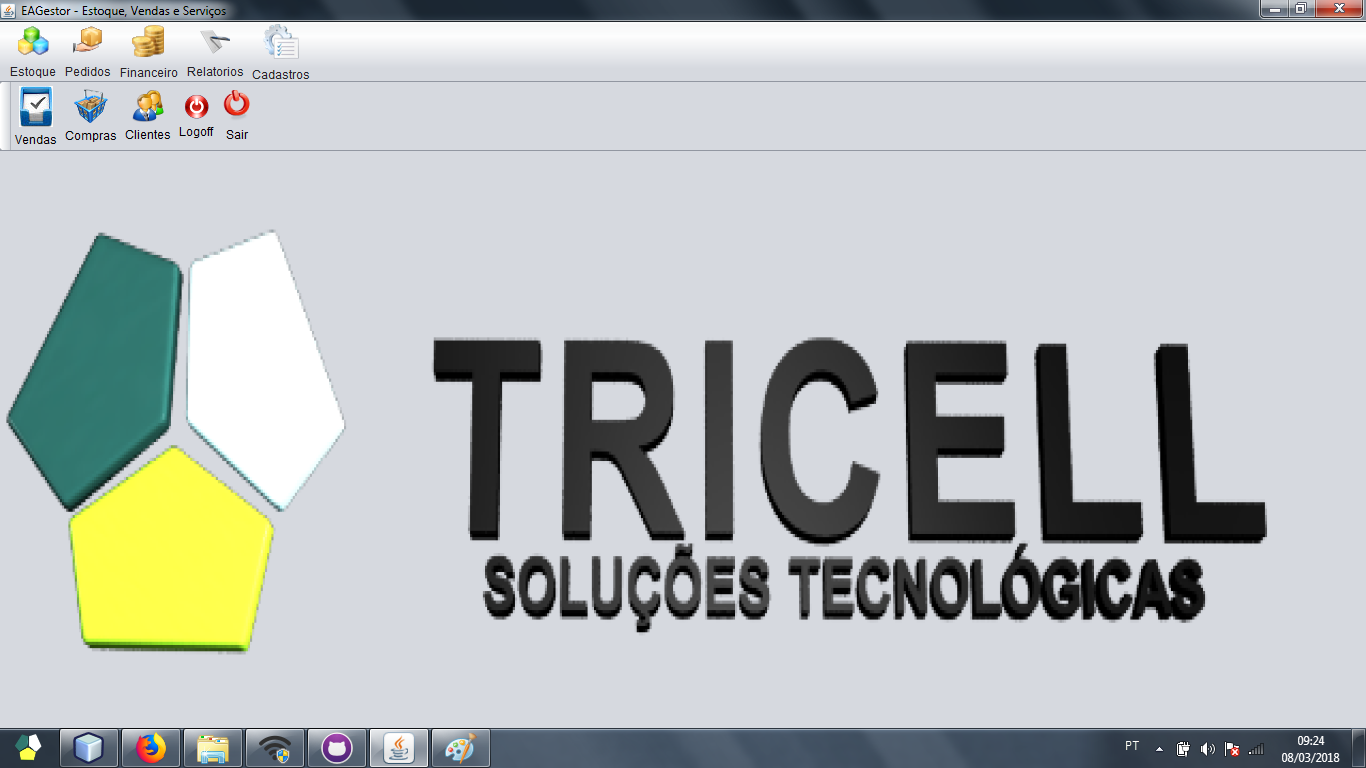 EAGestor - Estoque, Vendas e Serviços
Estoque Pedidos Financeiro Relatorios Cadastros
Vendas Compras Clientes Logoff Sair
TRICELL
SOLUÇÕES TECNOLÓGICAS
PT 09:24
08/03/2018